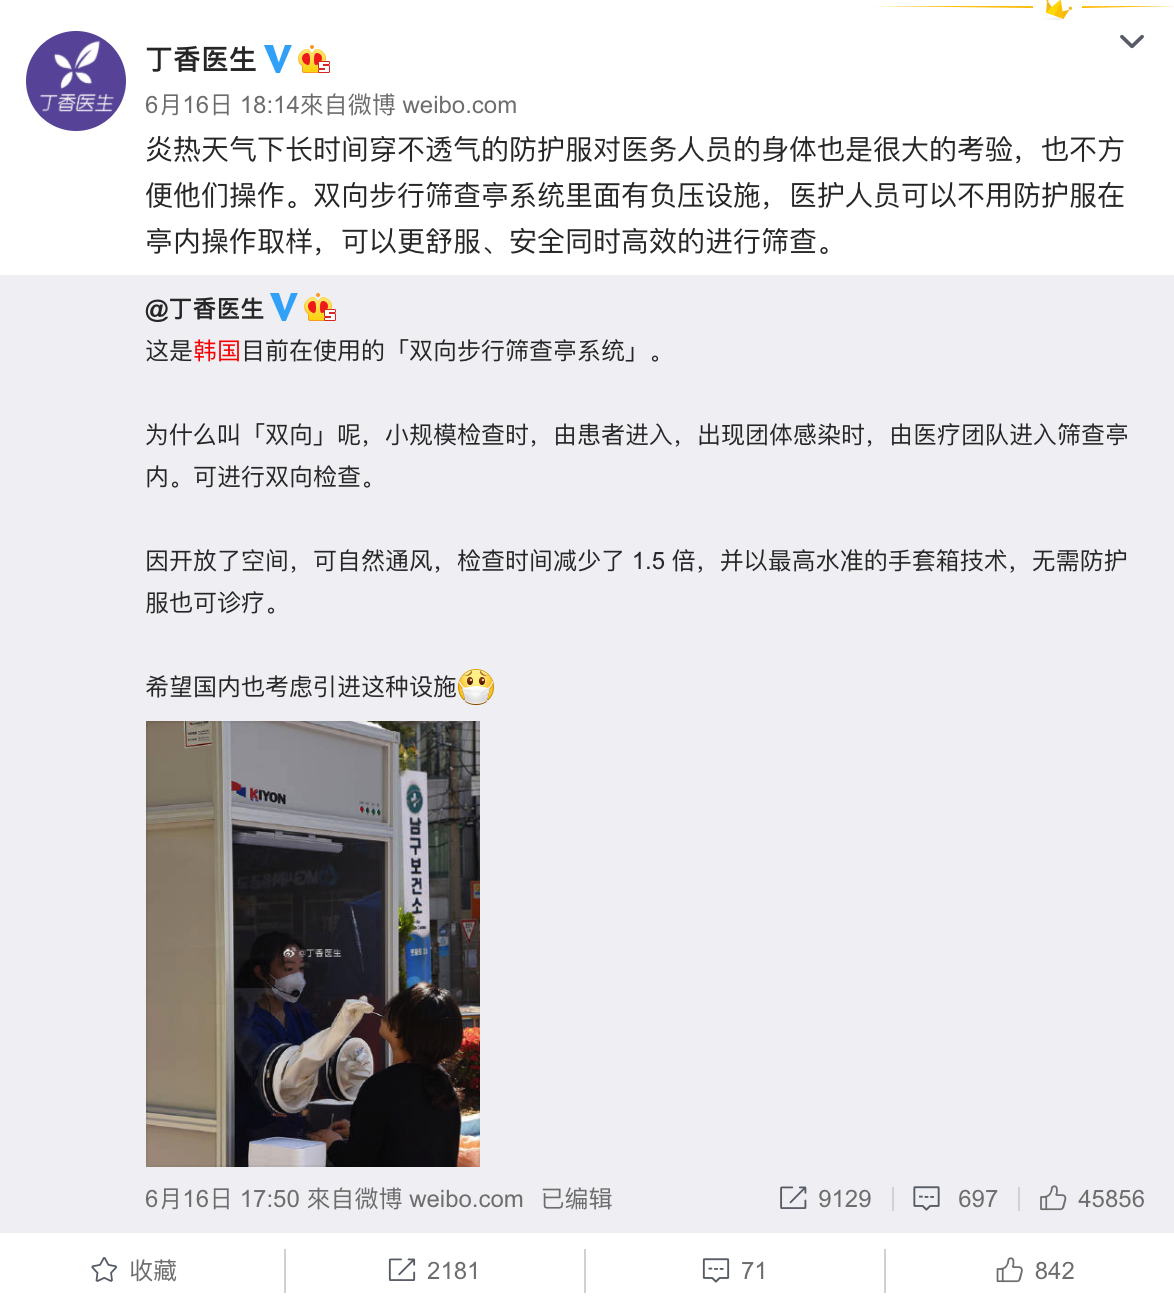 丁香医生
丁香医生
6月16日 18:14來自微博 weibo.com
炎热天气下长时间穿不透气的防护服对医务人员的身体也是很大的考验，也不方
便他们操作。双向步行筛查亭系统里面有负压设施，医护人员可以不用防护服在
亭内操作取样，可以更舒服、安全同时高效的进行筛查。
@丁香医生
这是韩国目前在使用的「双向步行筛查亭系统」。
为什么叫「双向」呢，小规模检查时，由患者进入，出现团体感染时，由医疗团队进入筛查亭
内。可进行双向检查。
因开放了空间，可自然通风，检查时间减少了 1.5 倍，并以最高水准的手套箱技术，无需防护
服也可诊疗。
希望国内也考虑引进这种设施
KIYON
남구보건소
@丁香医生
6月16日 17:50 來自微博 weibo.com 已编辑
9129 697 45856
收藏 2181 71 842